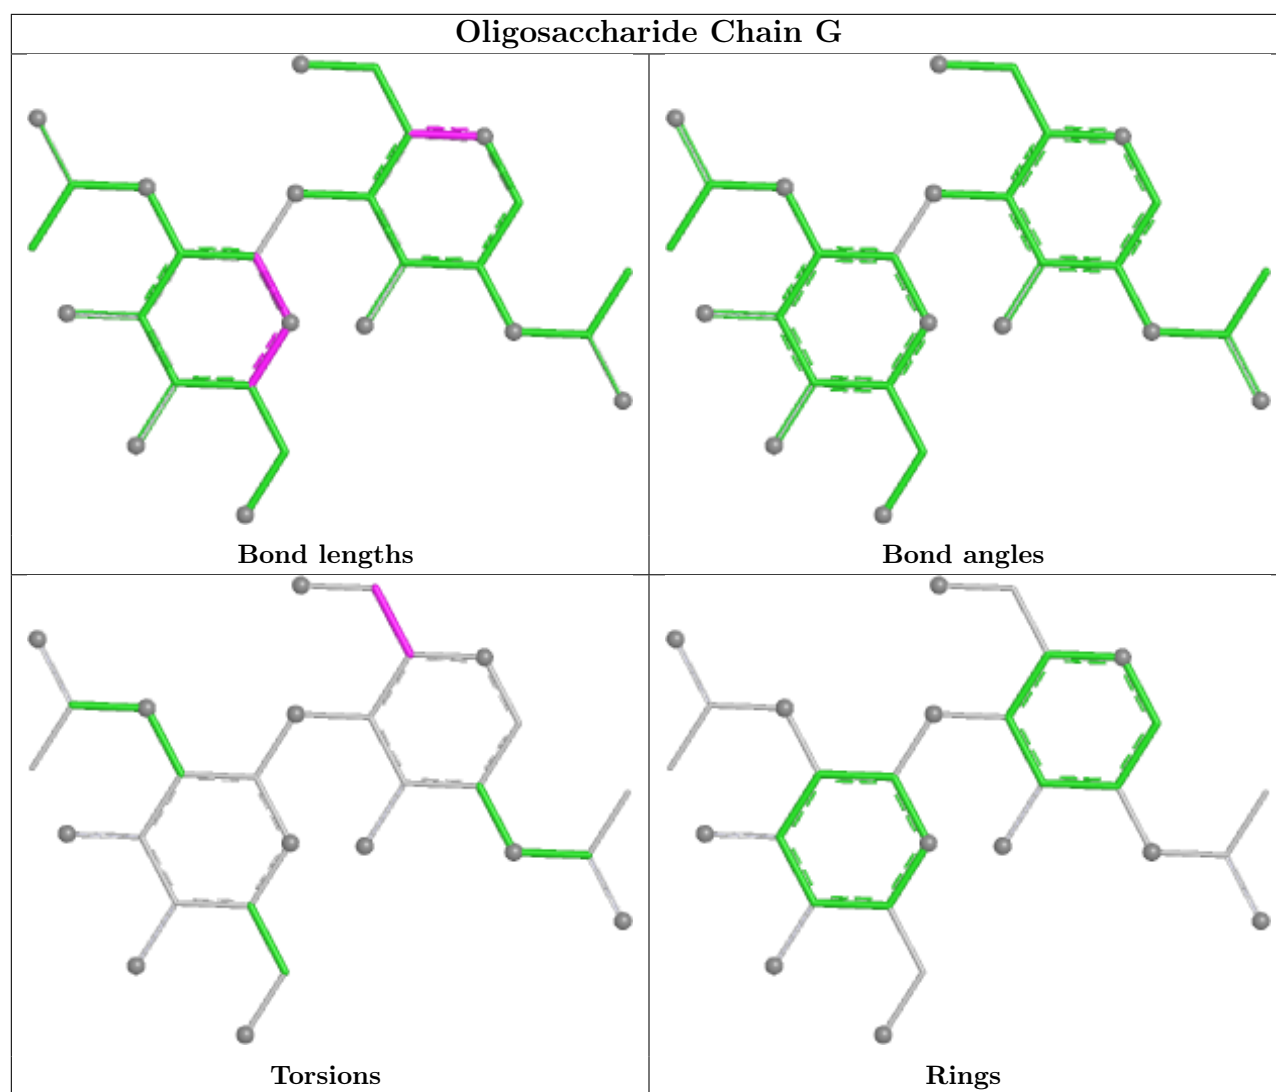 Oligosaccharide Chain G
Bond lengths
Bond angles
Torsions
Rings